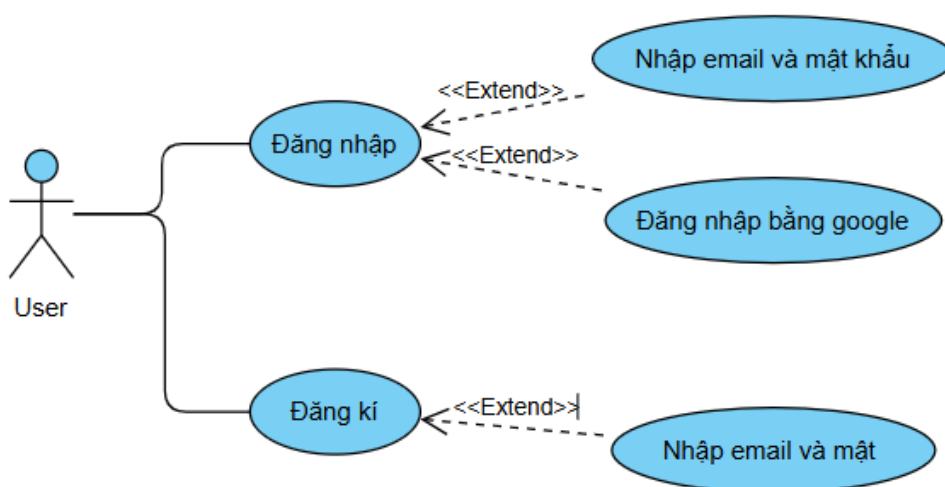 Nhập email và mật khẩu
<<Extend>>
Đăng nhập
<<Extend>>
Đăng nhập bằng google
User
Đăng kí
<<Extend>>
Nhập email và mật